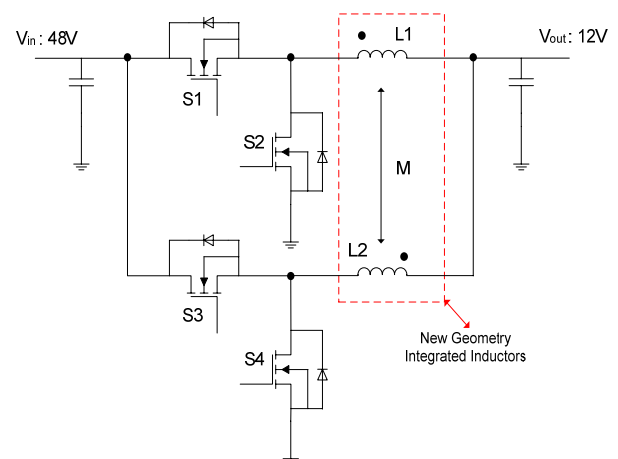 Vin: 48V
L1
Vout: 12V
S1
S2
M
L2
S3
New Geometry
Integrated Inductors
S4